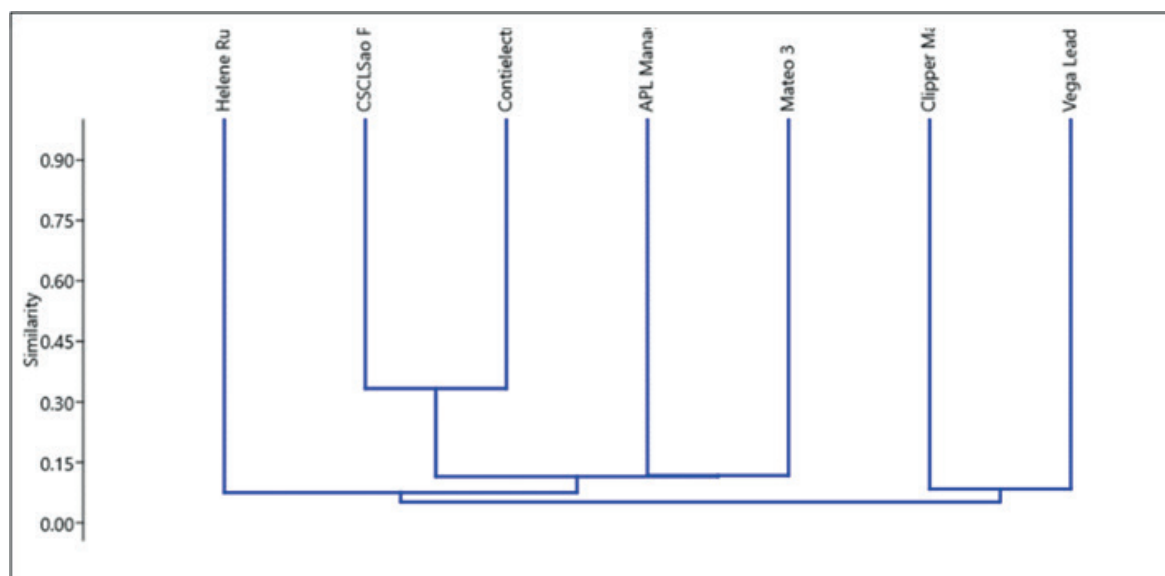 Helene Ru
CSCLSao F
Contielect
APL Mana
Mateo 3
Clipper Ma
Vega Lead
0.90
0.75
0.60
0.45
0.30
0.15
0.00
Similarity